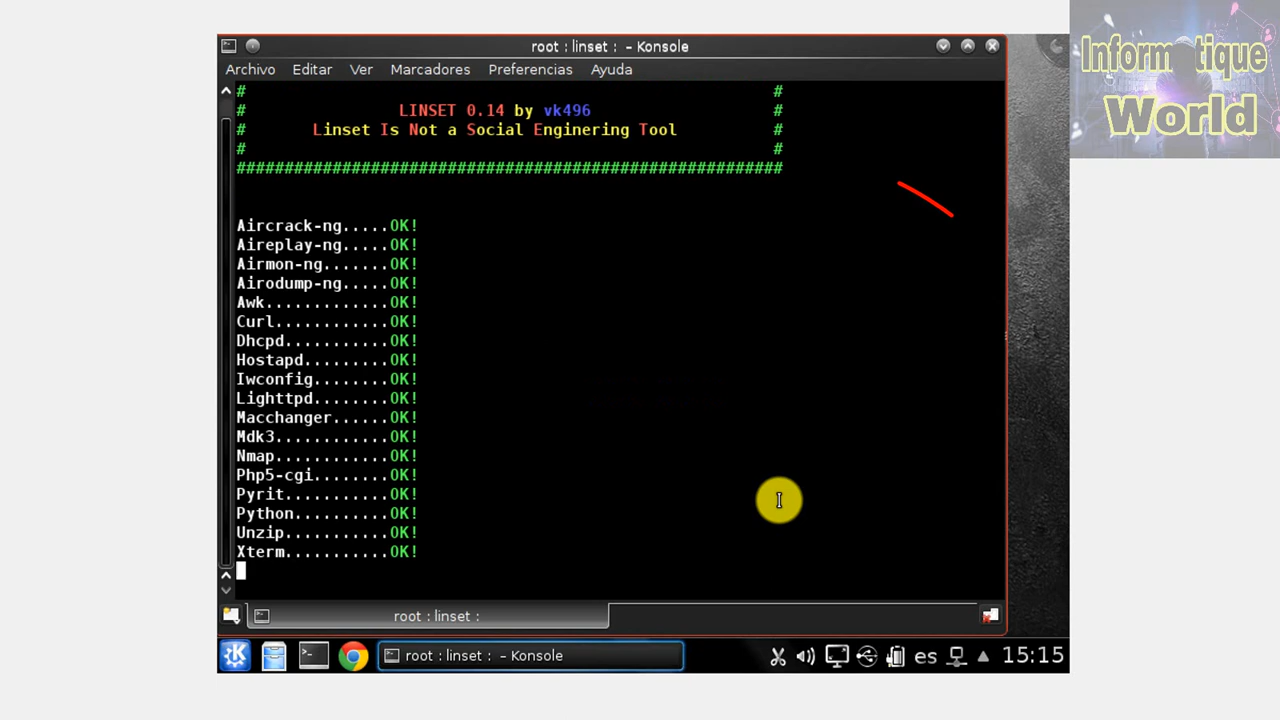 Informatique
World
root : linset : – Konsole
Archivo Editar Ver Marcadores Preferencias Ayuda
# #
# LINSET 0.14 by vk496 #
# Linset Is Not a Social Enginering Tool #
# #
#########################################################
Aircrack-ng.....OK!
Aireplay-ng.....OK!
Airmon-ng.......OK!
Airodump-ng.....OK!
Awk.............OK!
Curl............OK!
Dhcpd...........OK!
Hostapd.........OK!
Iwconfig........OK!
Lighttpd........OK!
Macchanger......OK!
Mdk3............OK!
Nmap............OK!
Php5-cgi........OK!
Pyrit...........OK!
Python..........OK!
Unzip...........OK!
Xterm...........OK!
root : linset :
root : linset : – Konsole
es
15:15